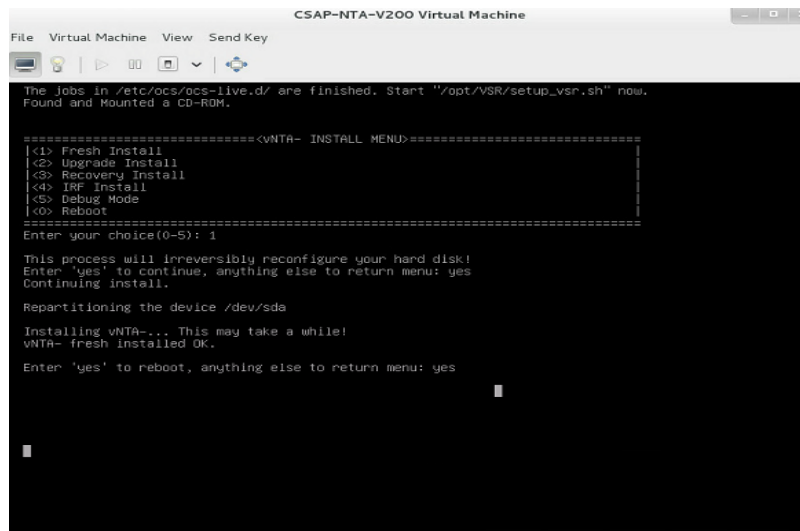 CSAP-NTA-V200 Virtual Machine
File Virtual Machine View Send Key
The jobs in /etc/ocs/ocs-live.d/ are finished. Start "/opt/VSR/setup_vsr.sh" now.
Found and Mounted a CD-ROM.
==============================<vNTA- INSTALL MENU>==============================
|<1> Fresh Install |
|<2> Upgrade Install |
|<3> Recovery Install |
|<4> IRF Install |
|<5> Debug Mode |
|<0> Reboot |
================================================================================
Enter your choice(0-5): 1
This process will irreversibly reconfigure your hard disk!
Enter 'yes' to continue, anything else to return menu: yes
Continuing install.
Repartitioning the device /dev/sda
Installing vNTA-... This may take a while!
vNTA- fresh installed OK.
Enter 'yes' to reboot, anything else to return menu: yes